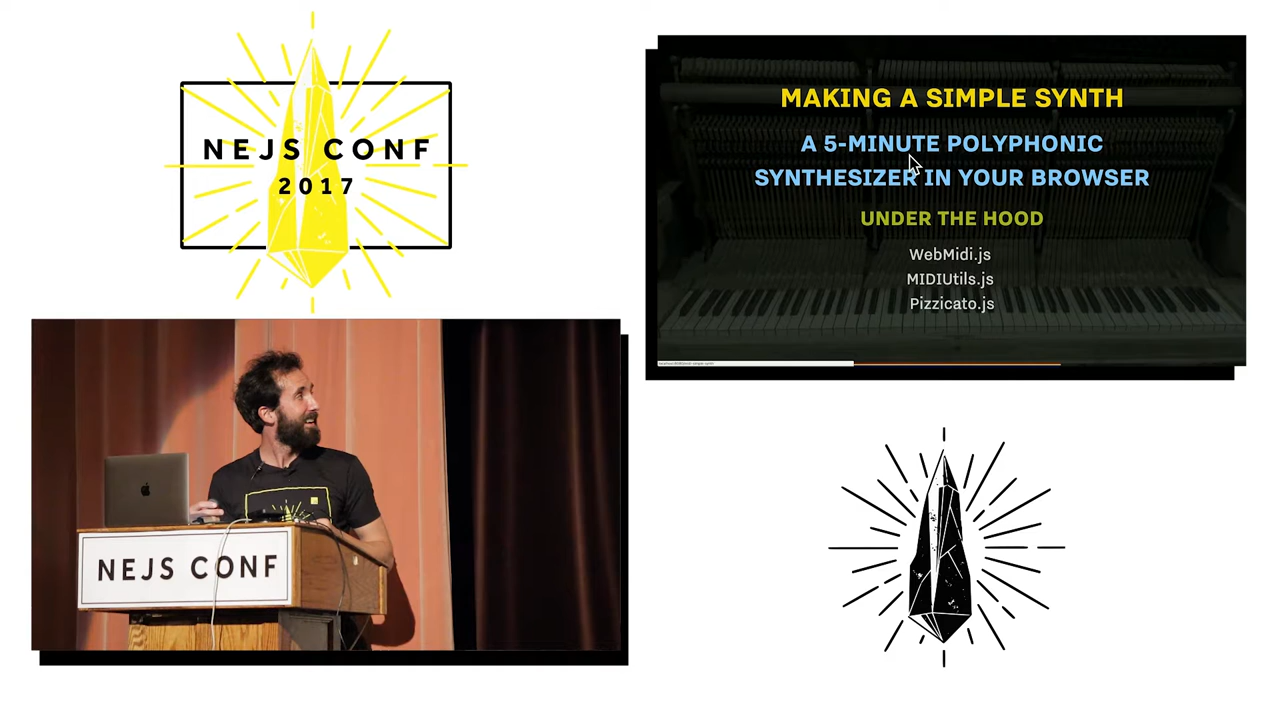 NEJS CONF
2017
MAKING A SIMPLE SYNTH
A 5-MINUTE POLYPHONIC
SYNTHESIZER IN YOUR BROWSER
UNDER THE HOOD
WebMidi.js
MIDIUtils.js
Pizzicato.js
NEJS CONF